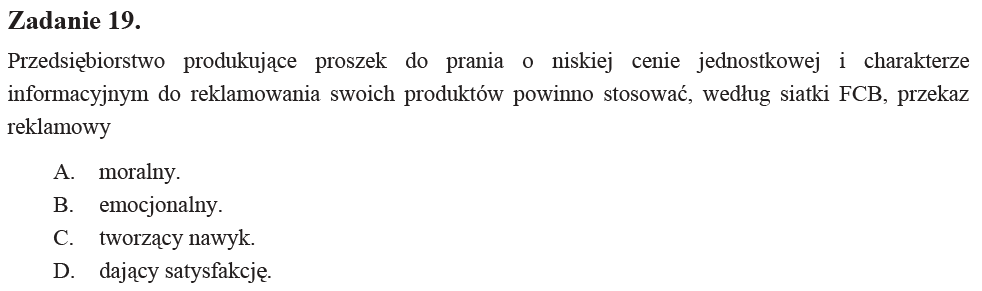 Zadanie 19.
Przedsiębiorstwo produkujące proszek do prania o niskiej cenie jednostkowej i charakterze
informacyjnym do reklamowania swoich produktów powinno stosować, według siatki FCB, przekaz
reklamowy
A. moralny.
B. emocjonalny.
C. tworzący nawyk.
D. dający satysfakcję.